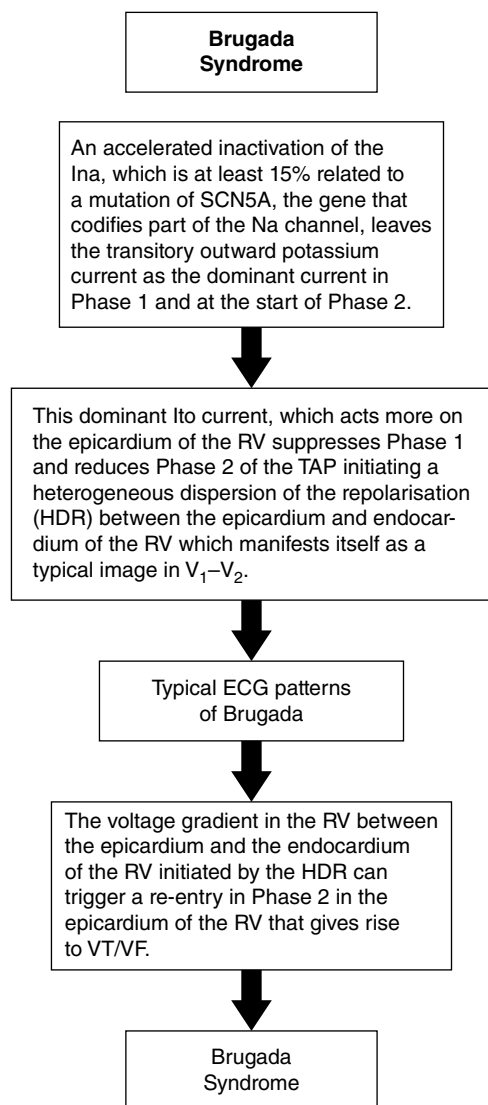 Brugada
Syndrome
An accelerated inactivation of the
Ina, which is at least 15% related to
a mutation of SCN5A, the gene that
codifies part of the Na channel, leaves
the transitory outward potassium
current as the dominant current in
Phase 1 and at the start of Phase 2.
This dominant Ito current, which acts more on
the epicardium of the RV suppresses Phase 1
and reduces Phase 2 of the TAP initiating a
heterogeneous dispersion of the repolarisation
(HDR) between the epicardium and endocar-
dium of the RV which manifests itself as a
typical image in V₁–V₂.
Typical ECG patterns
of Brugada
The voltage gradient in the RV between
the epicardium and the endocardium
of the RV initiated by the HDR can
trigger a re-entry in Phase 2 in the
epicardium of the RV that gives rise
to VT/VF.
Brugada
Syndrome